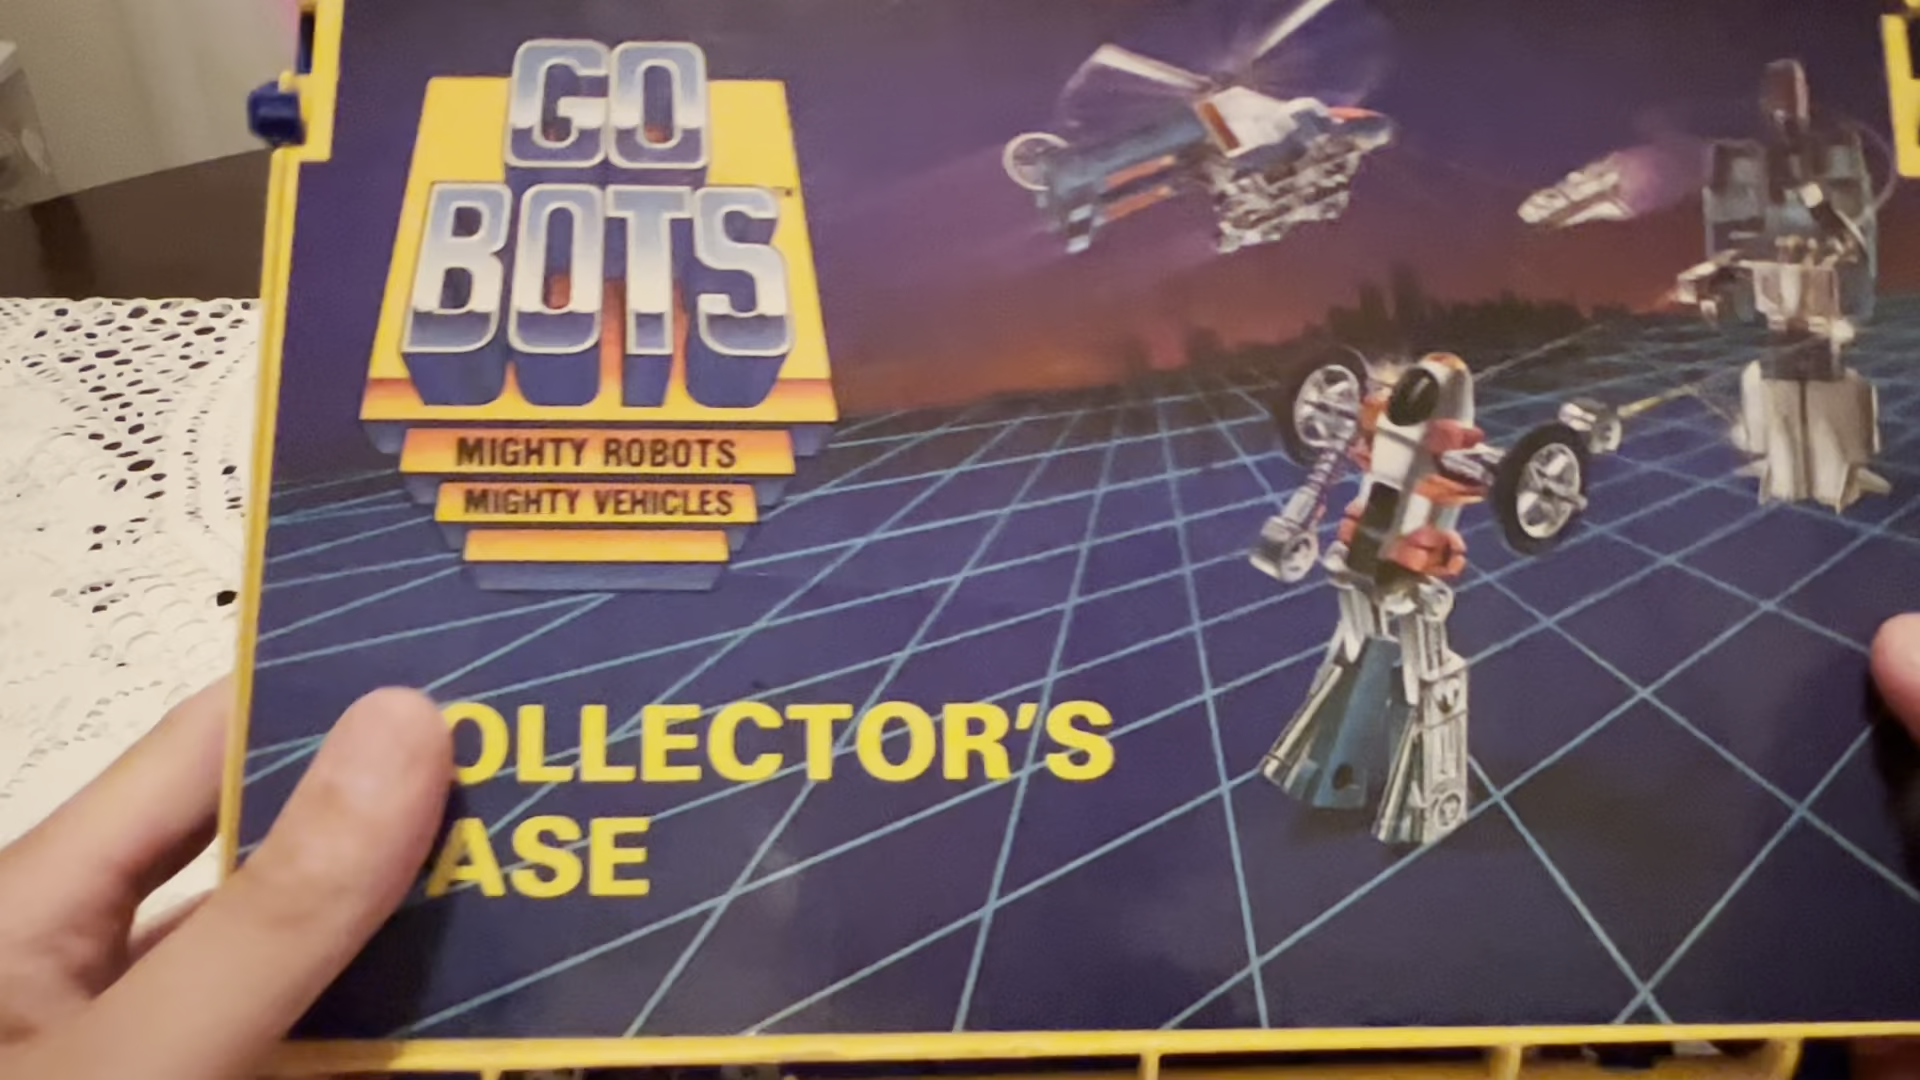 GO
BOTS
MIGHTY ROBOTS
MIGHTY VEHICLES
OLLECTOR'S
ASE